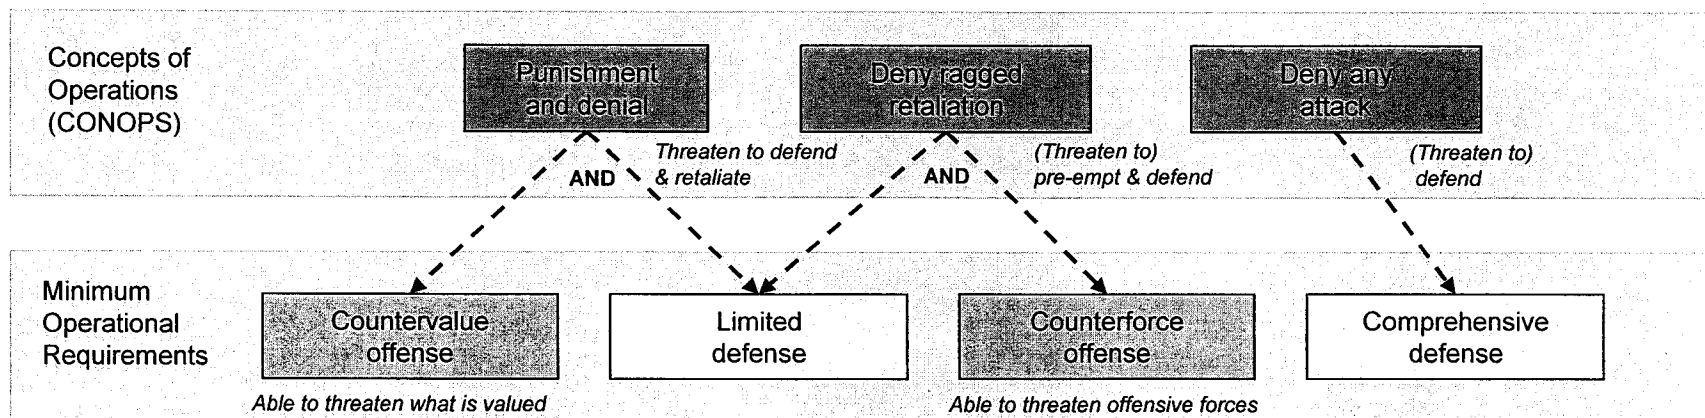 Concepts of
Operations
(CONOPS)
Punishment
and denial
Deny ragged
retaliation
Deny any
attack
Threaten to defend
& retaliate
AND
(Threaten to)
pre-empt & defend
AND
(Threaten to)
defend
Minimum
Operational
Requirements
Countervalue
offense
Limited
defense
Counterforce
offense
Comprehensive
defense
Able to threaten what is valued
Able to threaten offensive forces